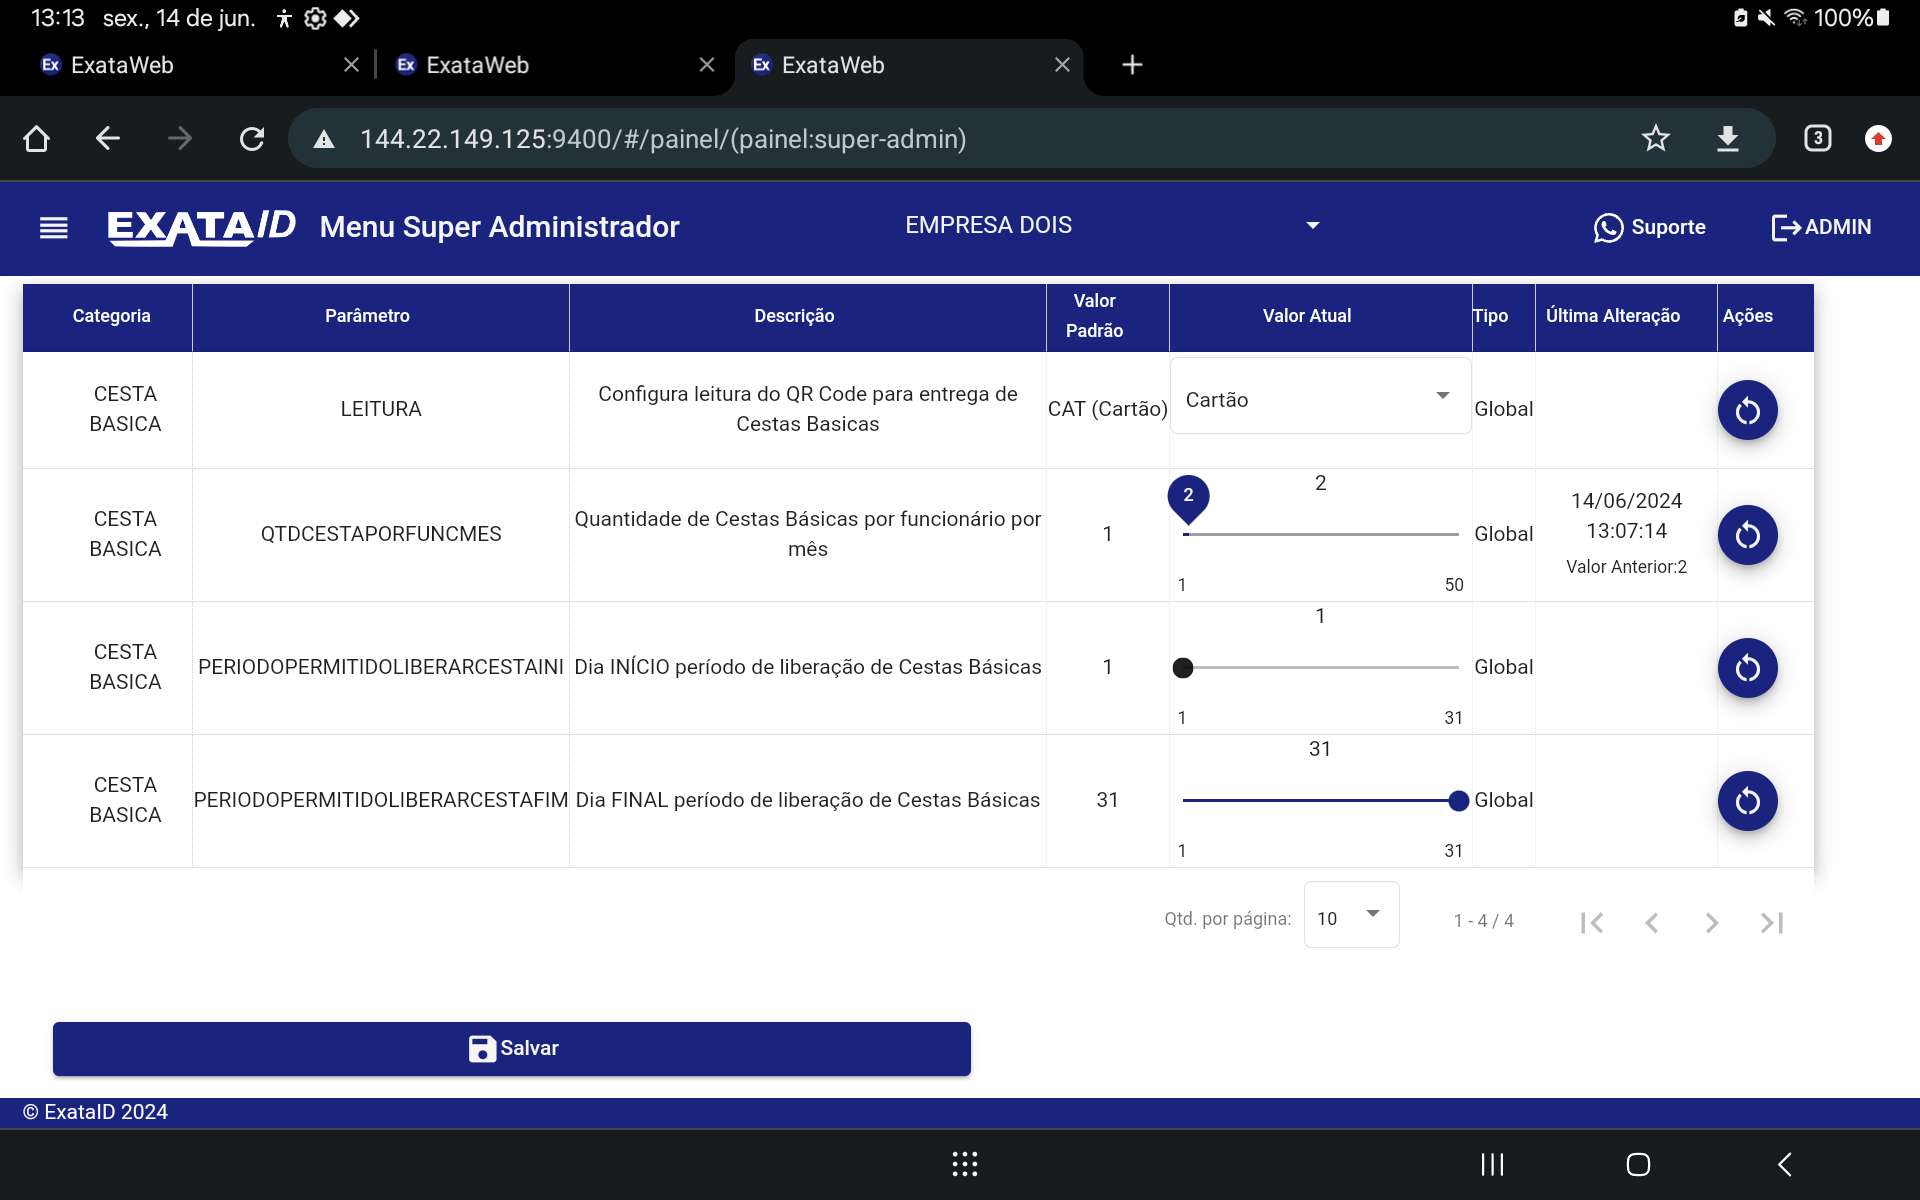 13:13 sex., 14 de jun. 100%
Ex ExataWeb Ex ExataWeb Ex ExataWeb
144.22.149.125:9400/#/painel/(painel:super-admin) 3
EXATA/ID Menu Super Administrador EMPRESA DOIS Suporte ADMIN
Categoria Parâmetro Descrição Valor Padrão Valor Atual Tipo Última Alteração Ações
CESTA BASICA LEITURA Configura leitura do QR Code para entrega de Cestas Basicas CAT (Cartão) Cartão Global
CESTA BASICA QTDCESTAPORFUNCMES Quantidade de Cestas Básicas por funcionário por mês 1 2 2 1 50 Global 14/06/2024 13:07:14 Valor Anterior:2
CESTA BASICA PERIODOPERMITIDOLIBERARCESTAINI Dia INÍCIO período de liberação de Cestas Básicas 1 1 1 31 Global
CESTA BASICA PERIODOPERMITIDOLIBERARCESTAFIM Dia FINAL período de liberação de Cestas Básicas 31 31 1 31 Global
Qtd. por página: 10 1 - 4 / 4
Salvar
© ExataID 2024